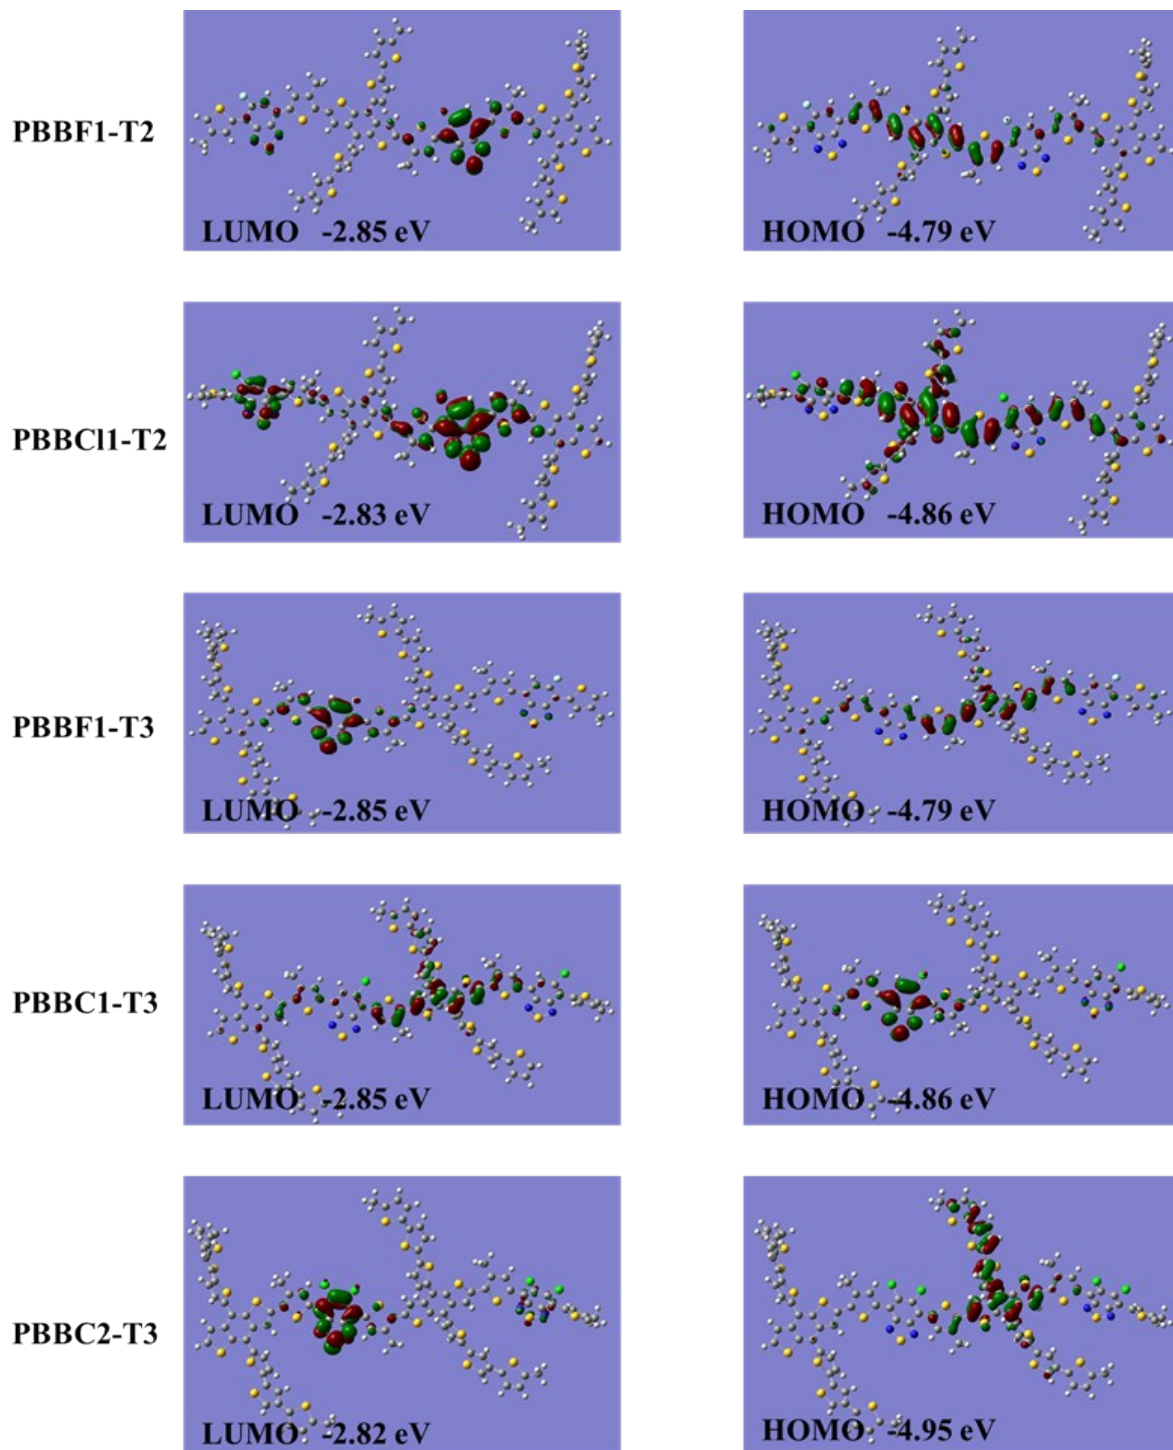 PBBF1-T2
LUMO -2.85 eV
HOMO -4.79 eV
PBBCl1-T2
LUMO -2.83 eV
HOMO -4.86 eV
PBBF1-T3
LUMO -2.85 eV
HOMO -4.79 eV
PBBC1-T3
LUMO -2.85 eV
HOMO -4.86 eV
PBBC2-T3
LUMO -2.82 eV
HOMO -4.95 eV